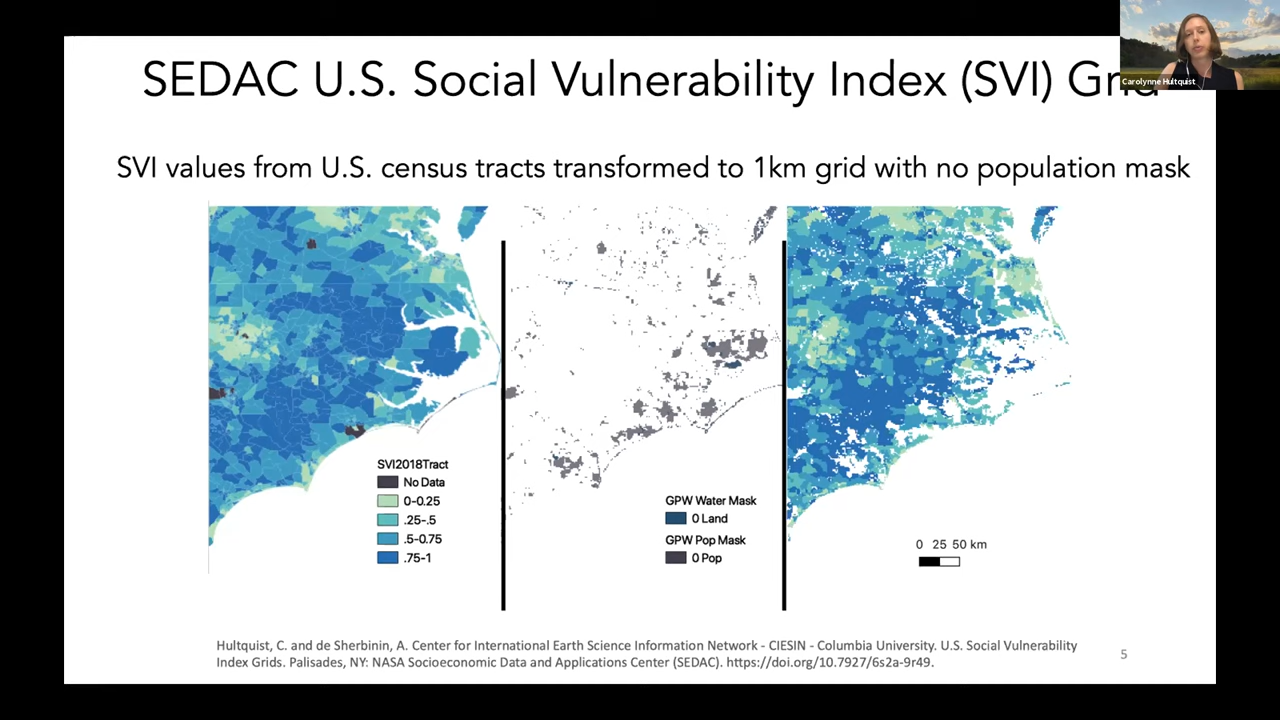 SEDAC U.S. Social Vulnerability Index (SVI) Grid
Carolynne Hultquist
SVI values from U.S. census tracts transformed to 1km grid with no population mask
SVI2018Tract
No Data
0-0.25
.25-.5
.5-0.75
.75-1
GPW Water Mask
0 Land
GPW Pop Mask
0 Pop
0 25 50 km
Hultquist, C. and de Sherbinin, A. Center for International Earth Science Information Network - CIESIN - Columbia University. U.S. Social Vulnerability
Index Grids. Palisades, NY: NASA Socioeconomic Data and Applications Center (SEDAC). https://doi.org/10.7927/6s2a-9r49.
5